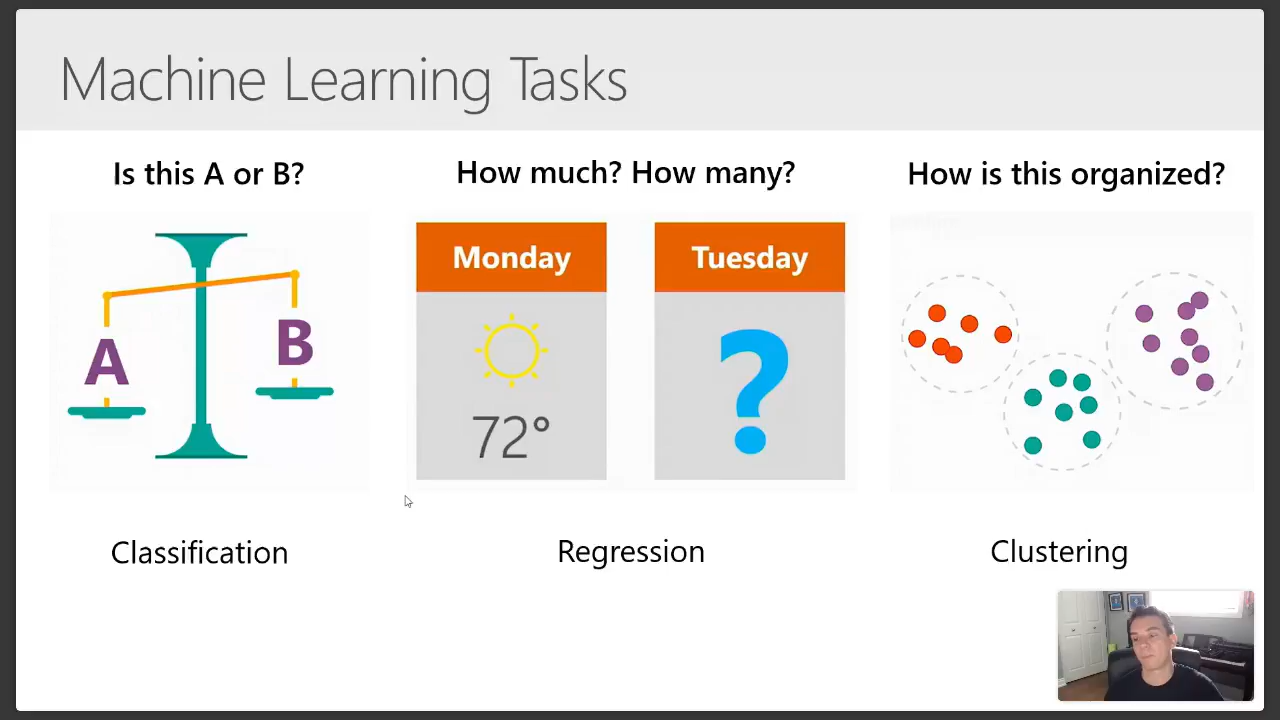 Machine Learning Tasks
Is this A or B?
How much? How many?
How is this organized?
A
B
Monday
72°
Tuesday
?
Classification
Regression
Clustering